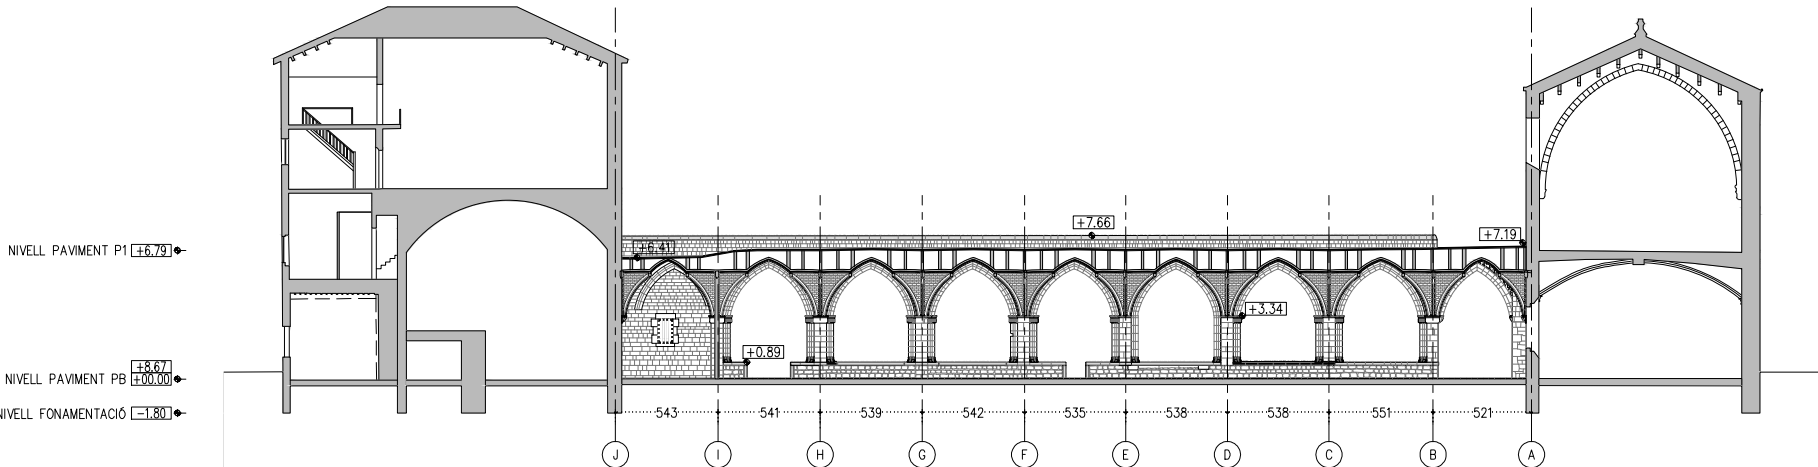 +7.66
+7.19
+6.41
NIVELL PAVIMENT P1 +6.79
+3.34
+0.89
+8.67
NIVELL PAVIMENT PB +00.00
NIVELL FONAMENTACIÓ -1.80
543 541 539 542 535 538 538 551 521
J I H G F E D C B A